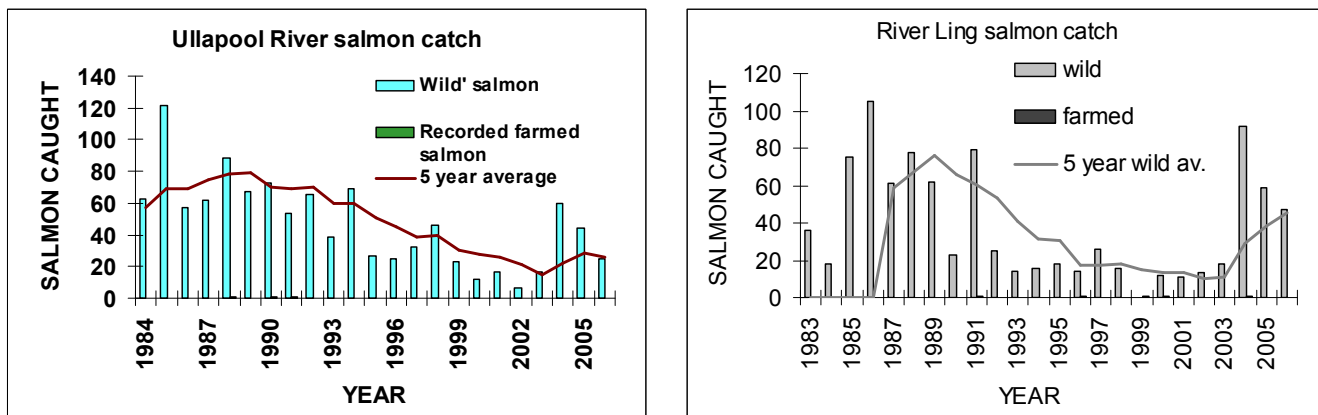 Ullapool River salmon catch
SALMON CAUGHT
140
120
100
80
60
40
20
0
Wild' salmon
Recorded farmed
salmon
5 year average
1984
1987
1990
1993
1996
1999
2002
2005
YEAR
River Ling salmon catch
SALMON CAUGHT
120
100
80
60
40
20
0
wild
farmed
5 year wild av.
1983
1985
1987
1989
1991
1993
1995
1997
1999
2001
2003
2005
YEAR